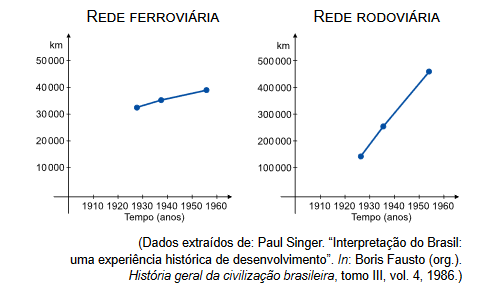 REDE FERROVIÁRIA
km
50 000
40 000
30 000
20 000
10 000
1910 1920 1930 1940 1950 1960
Tempo (anos)
REDE RODOVIÁRIA
km
500 000
400 000
300 000
200 000
100 000
1910 1920 1930 1940 1950 1960
Tempo (anos)
(Dados extraídos de: Paul Singer. “Interpretação do Brasil:
uma experiência histórica de desenvolvimento”. In: Boris Fausto (org.).
História geral da civilização brasileira, tomo III, vol. 4, 1986.)